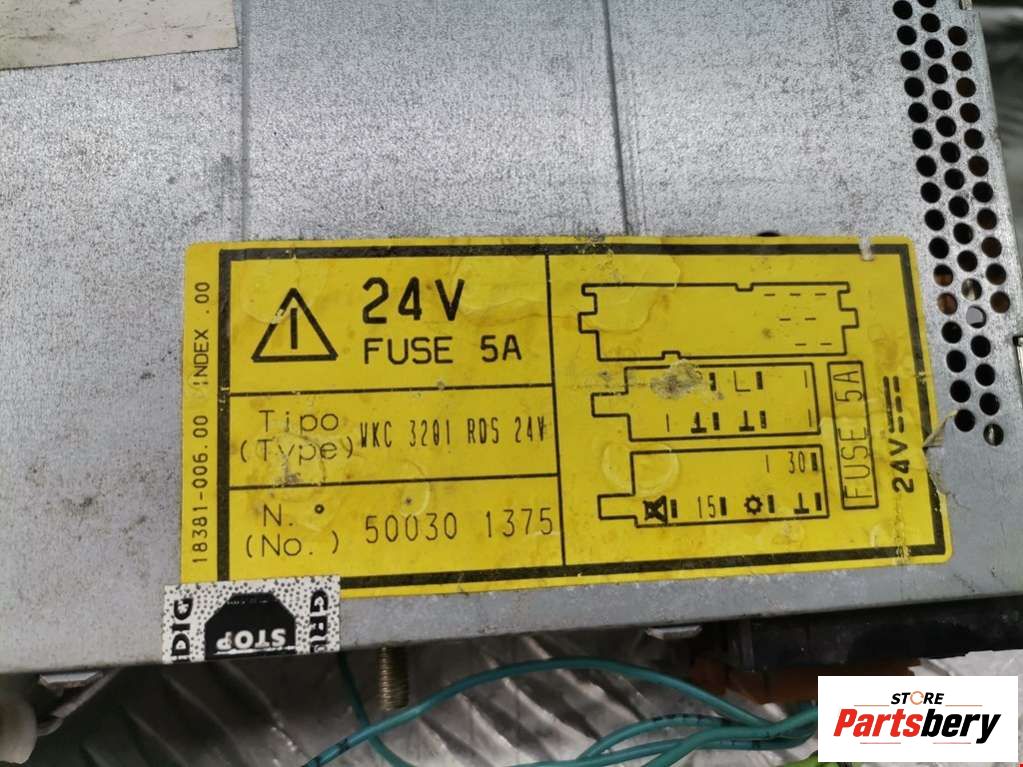 18381-006.00 INDEX .00
24V
FUSE 5A
Tipo
(Type)
WKC 3201 RDS 24V
N.°
(No.)
50030 1375
30
15
FUSE 5A
24V
STOP
STORE
Partsbery